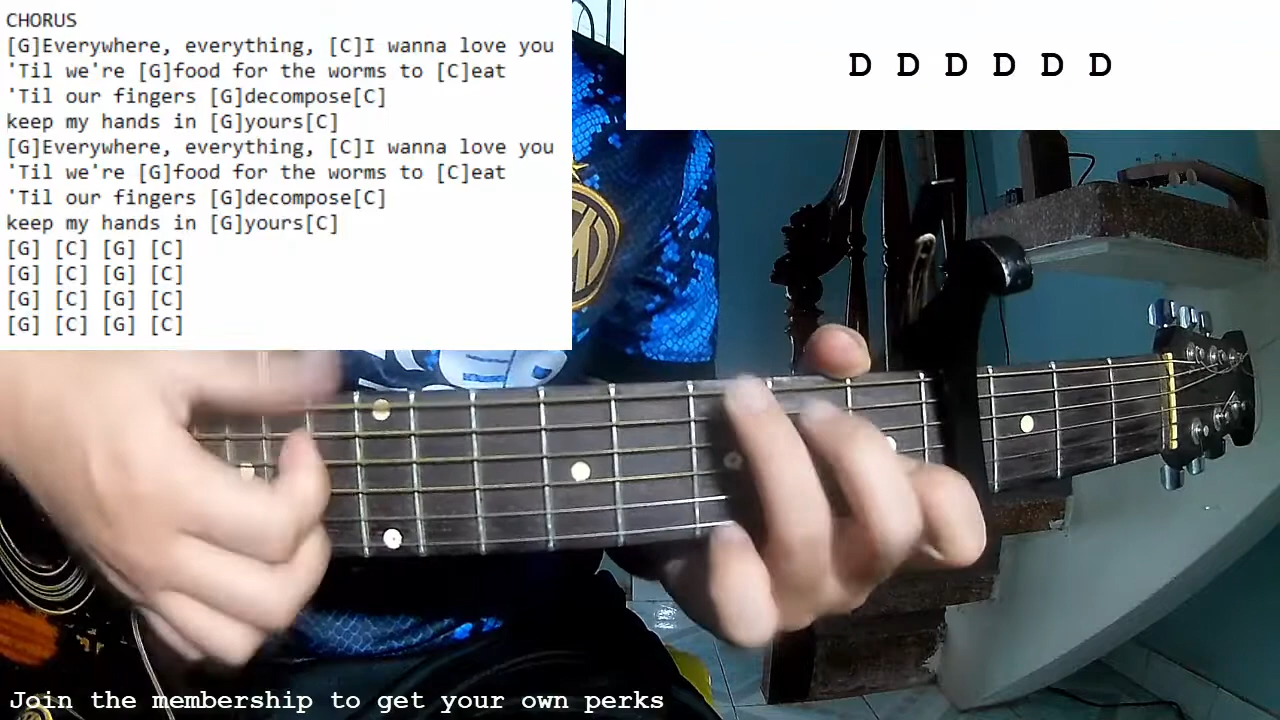 CHORUS
[G]Everywhere, everything, [C]I wanna love you
'Til we're [G]food for the worms to [C]eat
'Til our fingers [G]decompose[C]
keep my hands in [G]yours[C]
[G]Everywhere, everything, [C]I wanna love you
'Til we're [G]food for the worms to [C]eat
'Til our fingers [G]decompose[C]
keep my hands in [G]yours[C]
[G] [C] [G] [C]
[G] [C] [G] [C]
[G] [C] [G] [C]
[G] [C] [G] [C]
D D D D D D
Join the membership to get your own perks